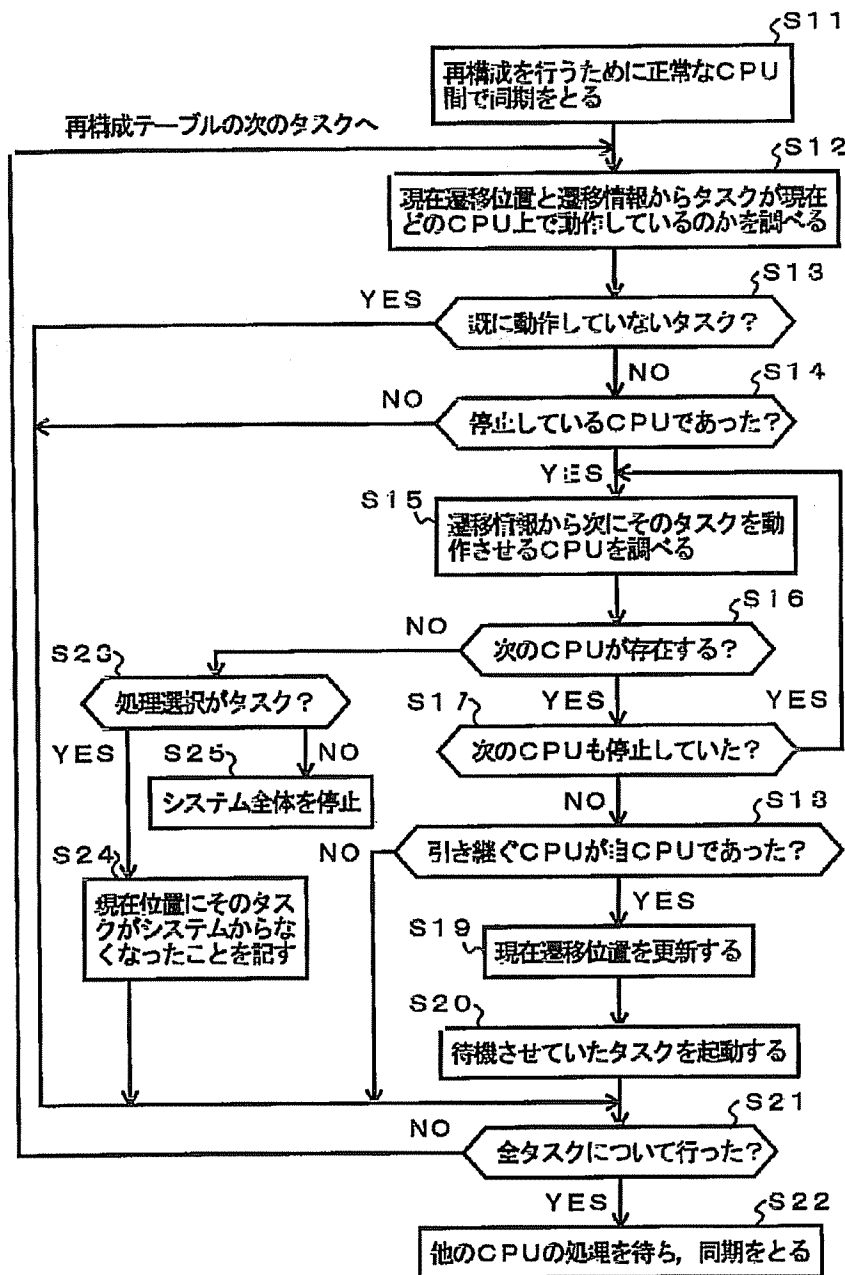 S11
再構成を行うために正常なCPU
間で同期をとる
再構成テーブルの次のタスクへ
S12
現在遷移位置と遷移情報からタスクが現在
どのCPU上で動作しているのかを調べる
S13
YES
既に動作していないタスク?
NO
S14
NO
停止しているCPUであった?
YES
S15
遷移情報から次にそのタスクを動
作させるCPUを調べる
S16
NO
次のCPUが存在する?
S23
処理選択がタスク?
S17
YES
YES
次のCPUも停止していた?
YES
S25
NO
システム全体を停止
NO
S18
引き継ぐCPUが自CPUであった?
NO
S24
現在位置にそのタス
クがシステムからな
くなったことを記す
YES
S19
現在遷移位置を更新する
S20
待機させていたタスクを起動する
S21
NO
全タスクについて行った?
YES
S22
他のCPUの処理を待ち,同期をとる